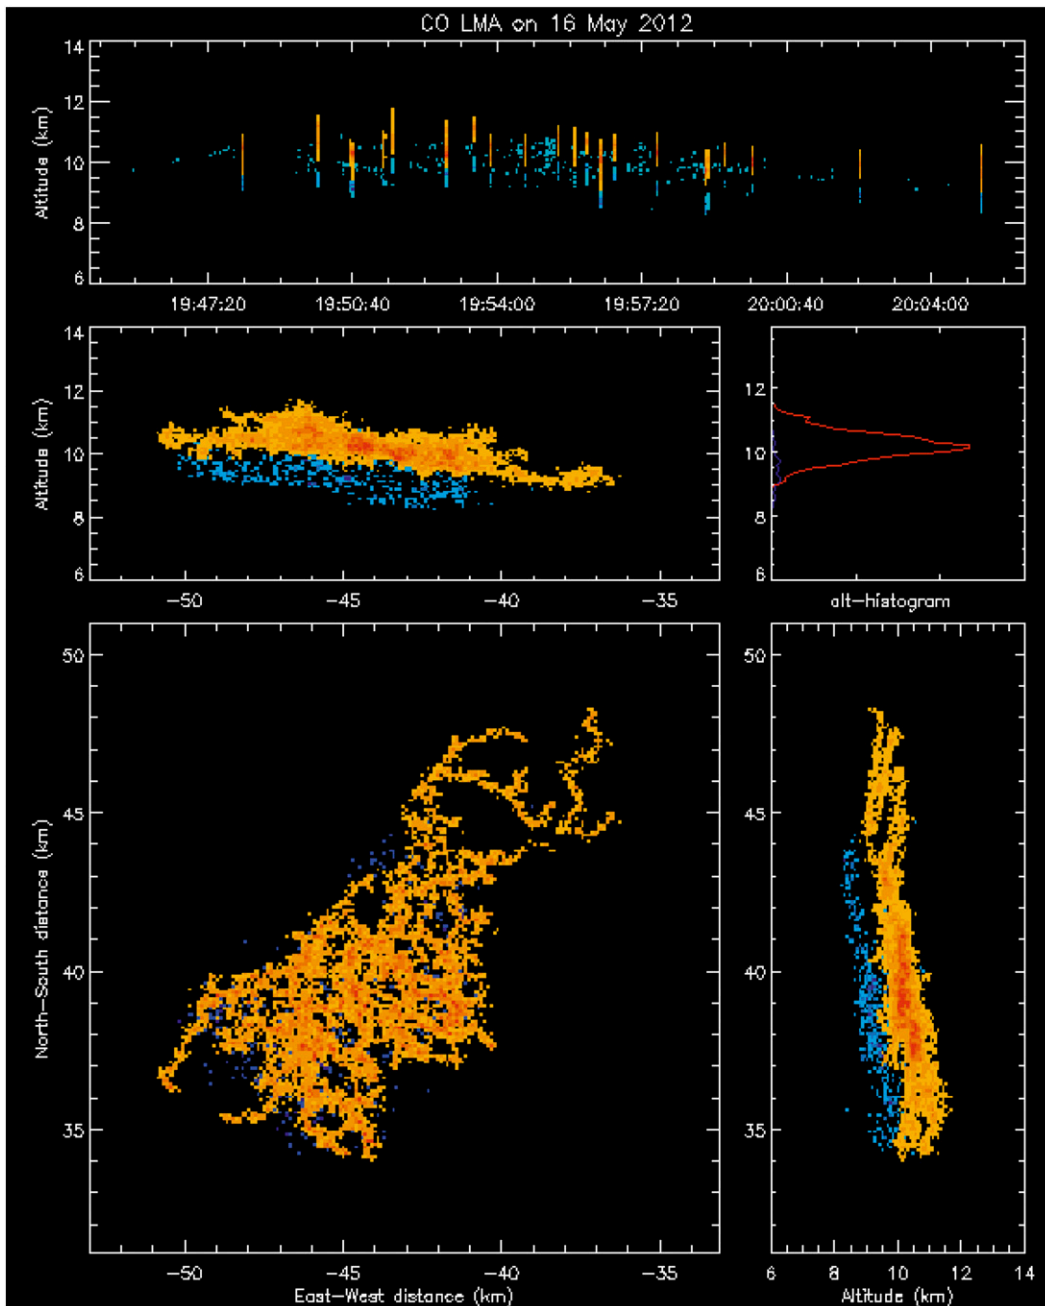 CO LMA on 16 May 2012
14
12
10
8
6
Altitude (km)
19:47:20 19:50:40 19:54:00 19:57:20 20:00:40 20:04:00
14
12
10
8
6
Altitude (km)
-50 -45 -40 -35
12
10
8
6
alt-histogram
50
45
40
35
North-South distance (km)
-50 -45 -40 -35
East-West distance (km)
50
45
40
35
6 8 10 12 14
Altitude (km)